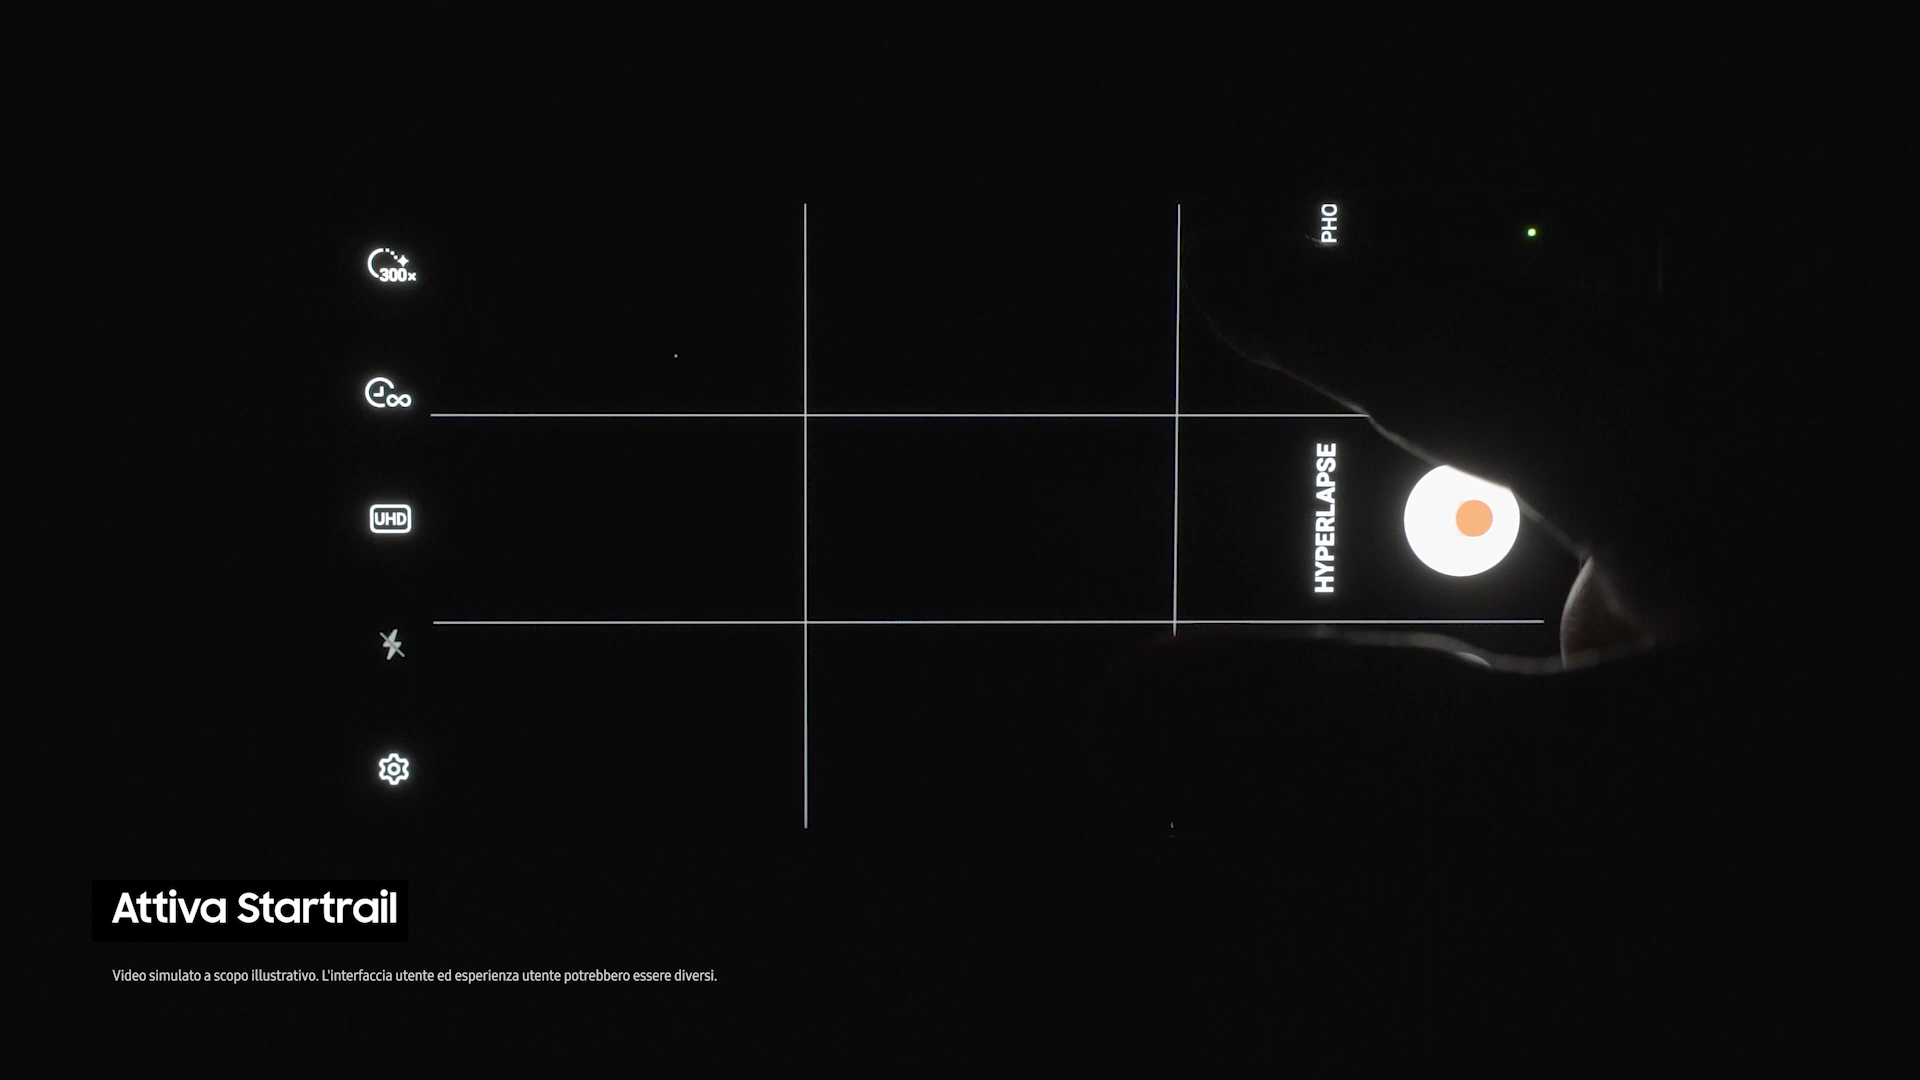 300x
PHO
UHD
HYPERLAPSE
Attiva Startrail
Video simulato a scopo illustrativo. L'interfaccia utente ed esperienza utente potrebbero essere diversi.